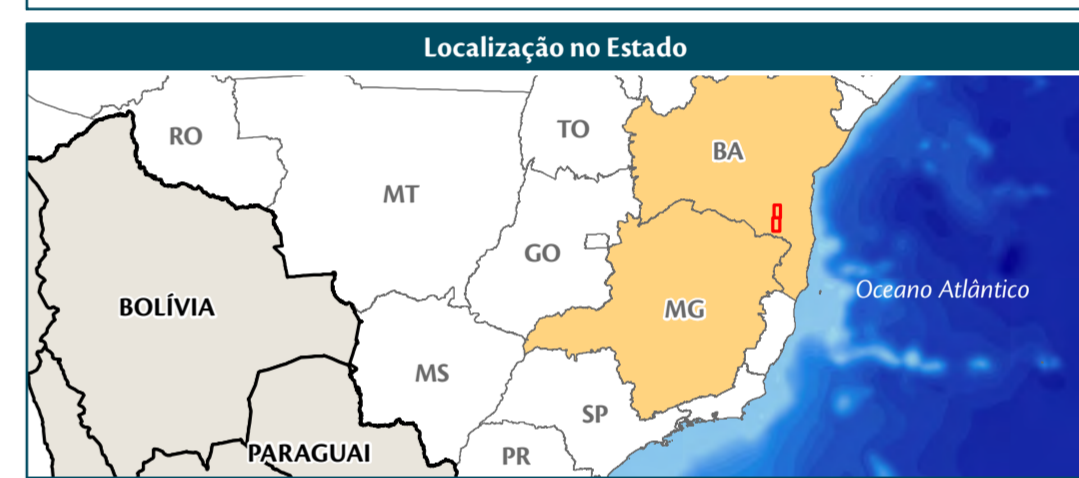 Localização no Estado
TO
RO
BA
MT
GO
Oceano Atlântico
BOLÍVIA
MG
MS
SP
PARAGUAI
PR